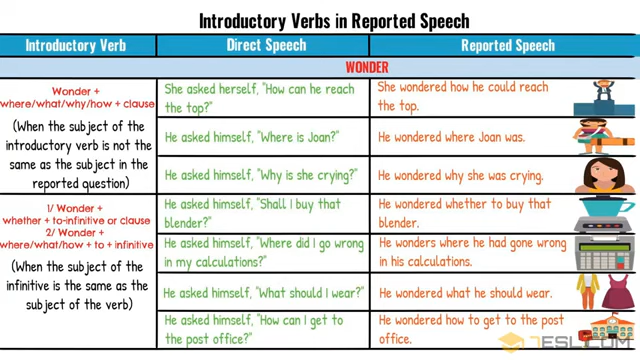 Introductory Verbs in Reported Speech
Introductory Verb
Direct Speech
Reported Speech
WONDER
Wonder +
where/what/why/how + clause
(When the subject of the
introductory verb is not the
same as the subject in the
reported question)
She asked herself, "How can he reach
the top?"
She wondered how he could reach
the top.
He asked himself, "Where is Joan?"
He wondered where Joan was.
He asked himself, "Why is she crying?"
He wondered why she was crying.
1/ Wonder +
whether + to-infinitive or clause
2/ Wonder +
where/what/how + to + infinitive
(When the subject of the
infinitive is the same as the
subject of the verb)
He asked himself, "Shall I buy that
blender?"
He wondered whether to buy that
blender.
He asked himself, "Where did I go wrong
in my calculations?"
He wonders where he had gone wrong
in his calculations.
He asked himself, "What should I wear?"
He wondered what he should wear.
He asked himself, "How can I get to
the post office?"
He wondered how to get to the post
office.
7ESL.COM